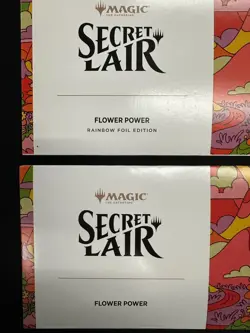 MAGIC
SECRET
LAIR
FLOWER POWER
RAINBOW FOIL EDITION
MAGIC
SECRET
LAIR
FLOWER POWER